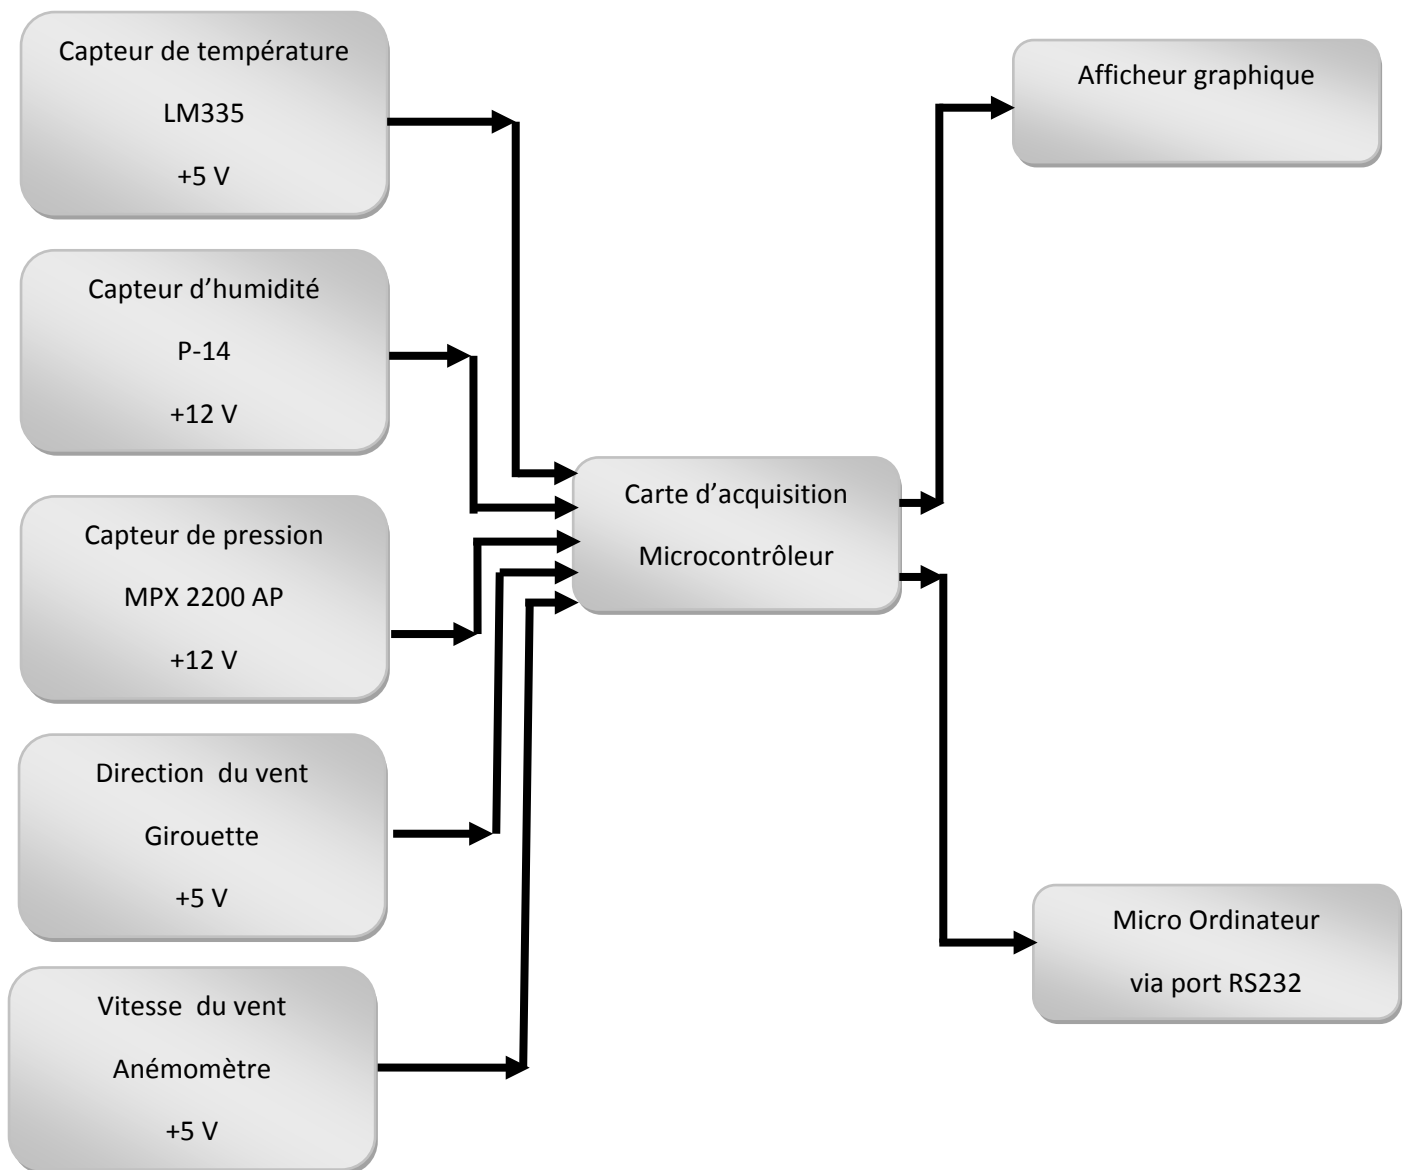 Capteur de température
LM335
+5 V
Capteur d’humidité
P-14
+12 V
Capteur de pression
MPX 2200 AP
+12 V
Direction du vent
Girouette
+5 V
Vitesse du vent
Anémomètre
+5 V
Carte d’acquisition
Microcontrôleur
Afficheur graphique
Micro Ordinateur
via port RS232